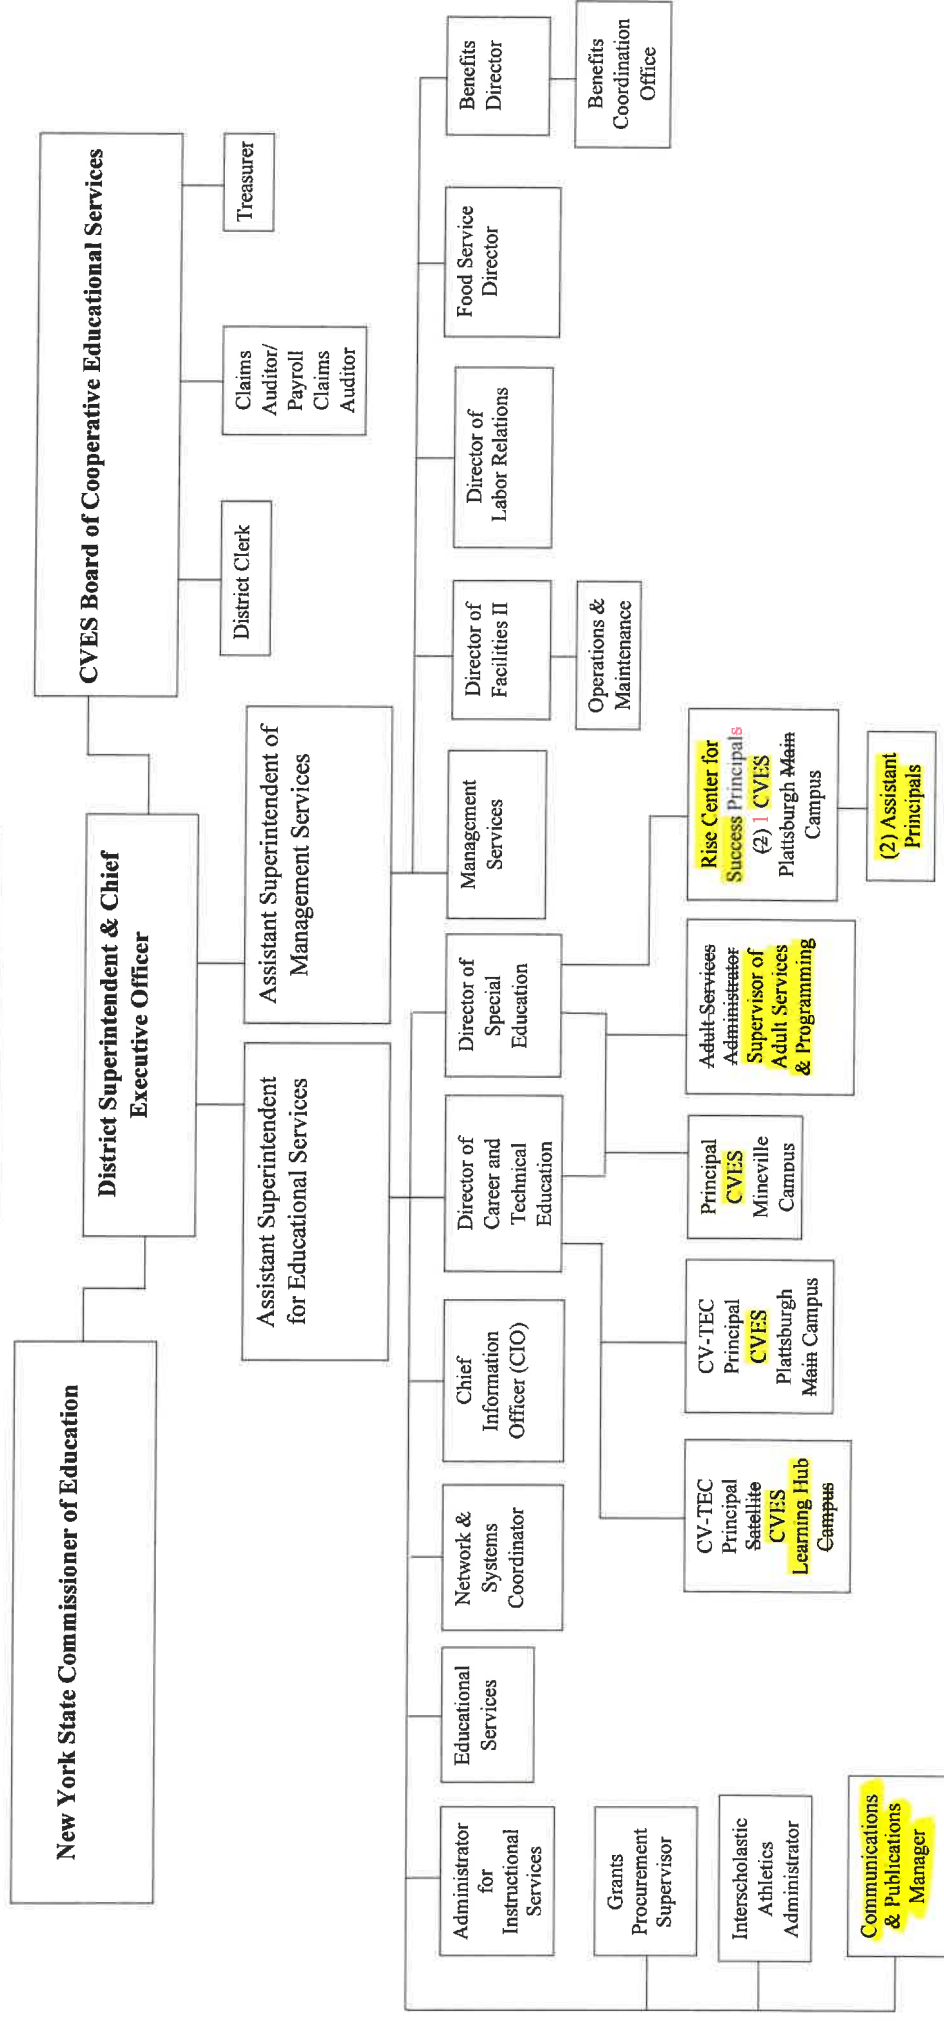 New York State Commissioner of Education
District Superintendent & Chief
Executive Officer
CVES Board of Cooperative Educational Services
District Clerk
Claims
Auditor/
Payroll
Claims
Auditor
Treasurer
Assistant Superintendent
for Educational Services
Assistant Superintendent of
Management Services
Administrator
for
Instructional
Services
Educational
Services
Network &
Systems
Coordinator
Chief
Information
Officer (CIO)
Director of
Career and
Technical
Education
Director of
Special
Education
Management
Services
Director of
Facilities II
Director of
Labor Relations
Food Service
Director
Benefits
Director
Grants
Procurement
Supervisor
Operations &
Maintenance
Benefits
Coordination
Office
Interscholastic
Athletics
Administrator
CV-TEC
Principal
Satellite
CVES
Learning Hub
Campus
CV-TEC
Principal
CVES
Plattsburgh
Main Campus
Principal
CVES
Mineville
Campus
Adult Services
Administrator
Supervisor of
Adult Services
& Programming
Rise Center for
Success Principals
(2) 1 CVES
Plattsburgh Main
Campus
Communications
& Publications
Manager
(2) Assistant
Principals